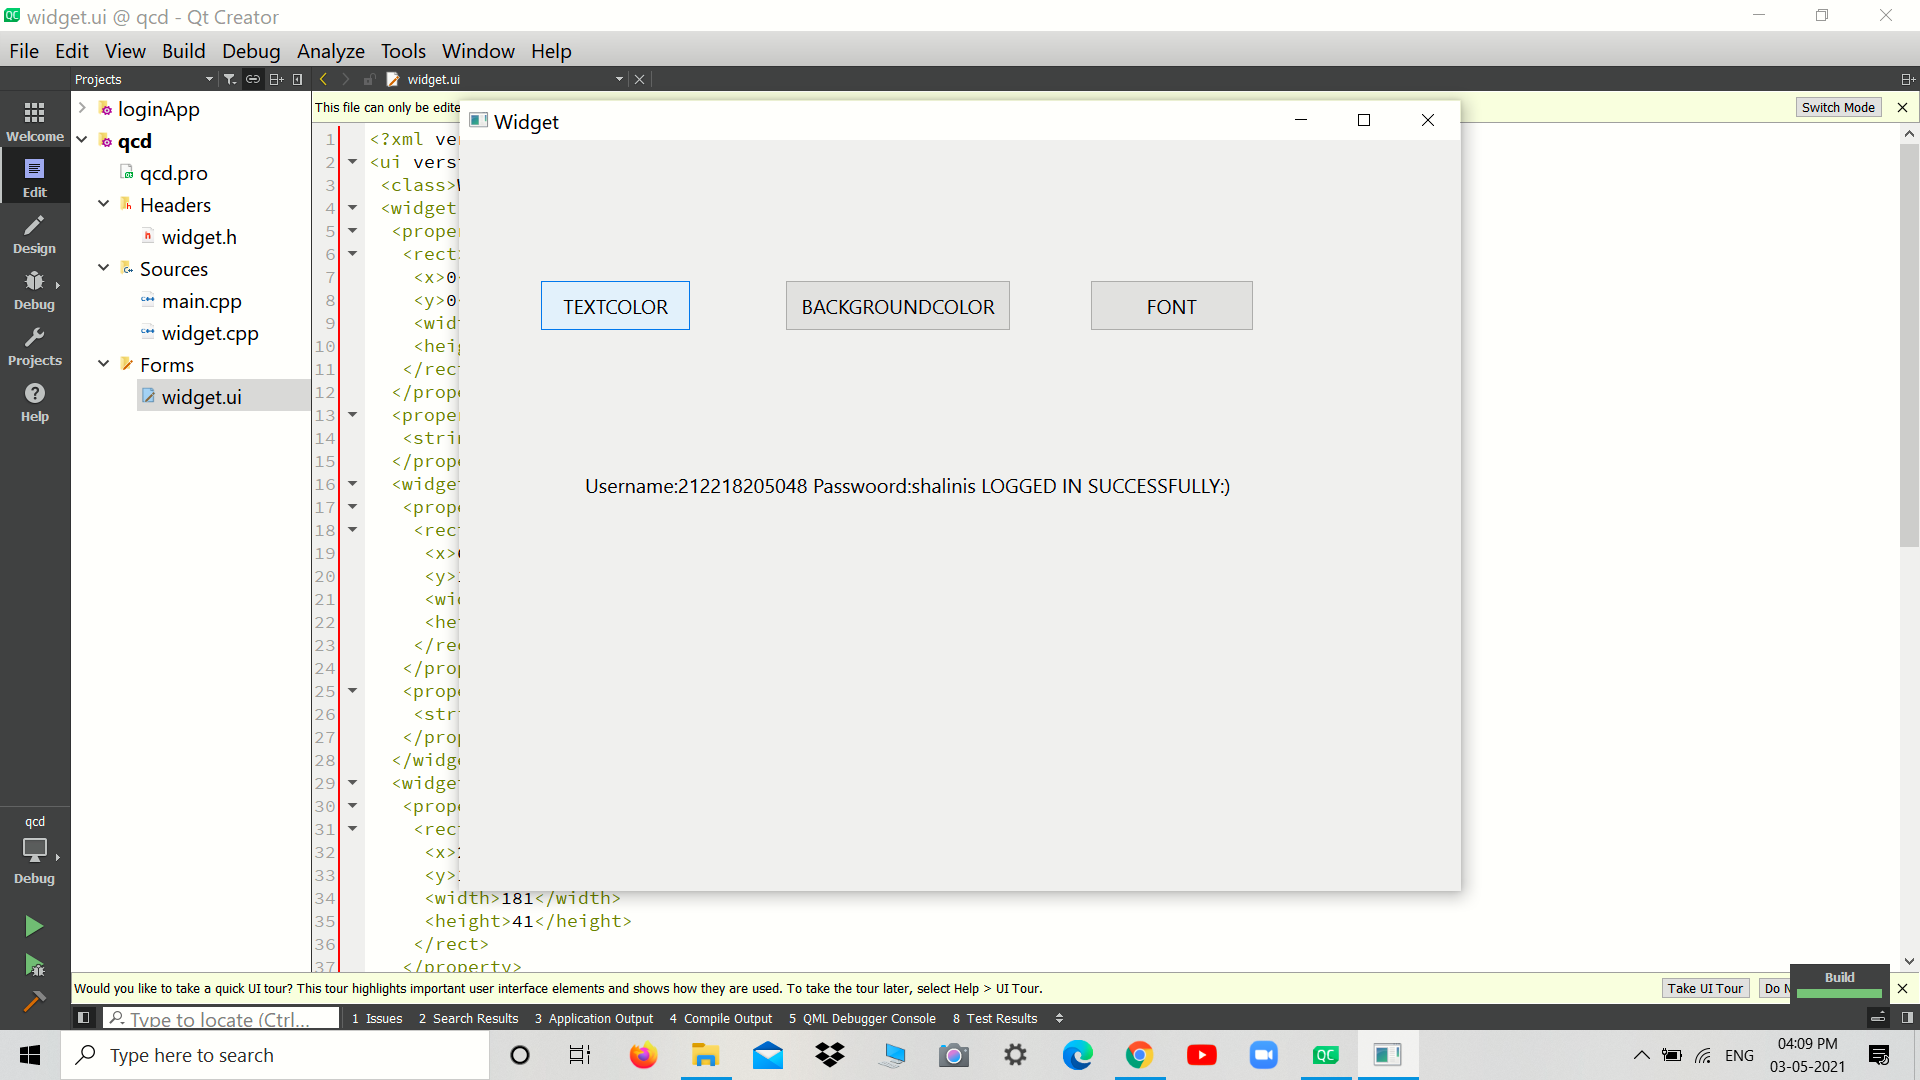 widget.ui @ qcd - Qt Creator
File Edit View Build Debug Analyze Tools Window Help
Projects
widget.ui
This file can only be edite
Switch Mode
Welcome
Edit
Design
Debug
Projects
Help
loginApp
qcd
qcd.pro
Headers
widget.h
Sources
main.cpp
widget.cpp
Forms
widget.ui
1 <?xml ve
2 <ui vers
3 <class>
4 <widget
5 <prope
6 <rect
7 <x>0
8 <y>0
9 <wid
10 <hei
11 </rec
12 </prope
13 <prope
14 <stri
15 </prope
16 <widge
17 <prope
18 <rec
19 <x>
20 <y>
21 <wi
22 <he
23 </re
24 </prop
25 <prope
26 <str
27 </prop
28 </widg
29 <widge
30 <prope
31 <rec
32 <x>
33 <y>
34 <width>181</width>
35 <height>41</height>
36 </rect>
37 </property>
Widget
TEXTCOLOR
BACKGROUNDCOLOR
FONT
Username:212218205048 Passwoord:shalinis LOGGED IN SUCCESSFULLY:)
qcd
Debug
Would you like to take a quick UI tour? This tour highlights important user interface elements and shows how they are used. To take the tour later, select Help > UI Tour.
Take UI Tour
Do N
Build
Type to locate (Ctrl...
1 Issues 2 Search Results 3 Application Output 4 Compile Output 5 QML Debugger Console 8 Test Results
Type here to search
QC
ENG
04:09 PM
03-05-2021